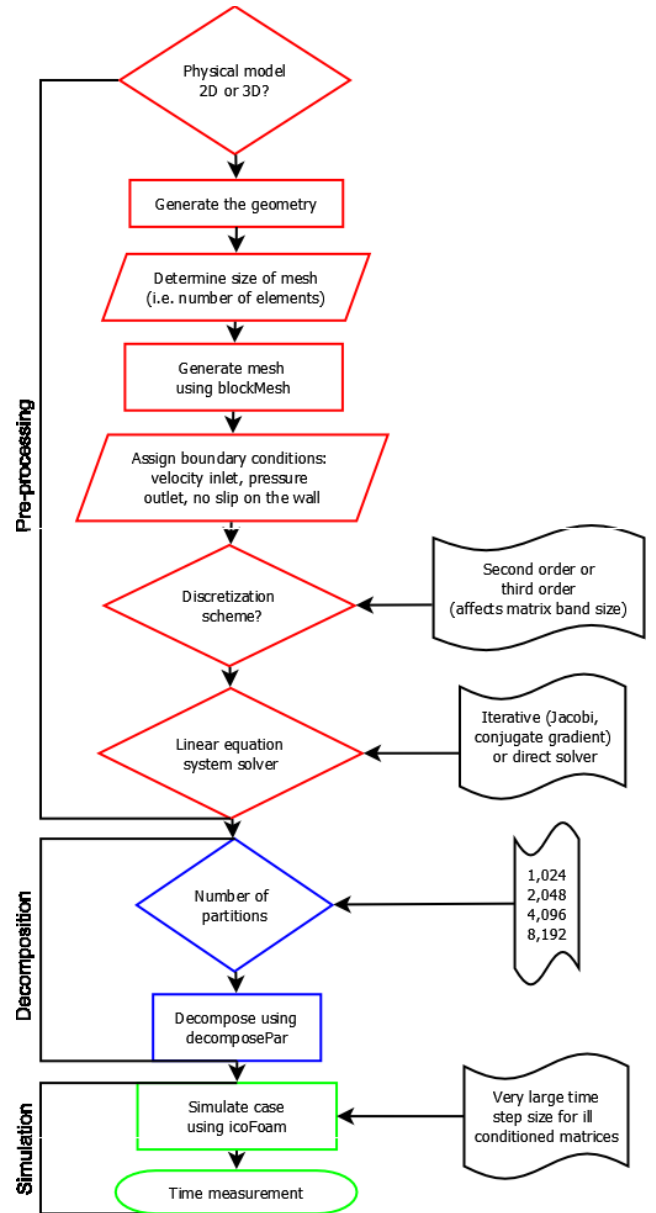 Physical model
2D or 3D?
Generate the geometry
Determine size of mesh
(i.e. number of elements)
Generate mesh
using blockMesh
Assign boundary conditions:
velocity inlet, pressure
outlet, no slip on the wall
Pre-processing
Discretization
scheme?
Second order or
third order
(affects matrix band size)
Linear equation
system solver
Iterative (Jacobi,
conjugate gradient)
or direct solver
Decomposition
Number of
partitions
1,024
2,048
4,096
8,192
Decompose using
decomposePar
Simulation
Simulate case
using icoFoam
Very large time
step size for ill
conditioned matrices
Time measurement